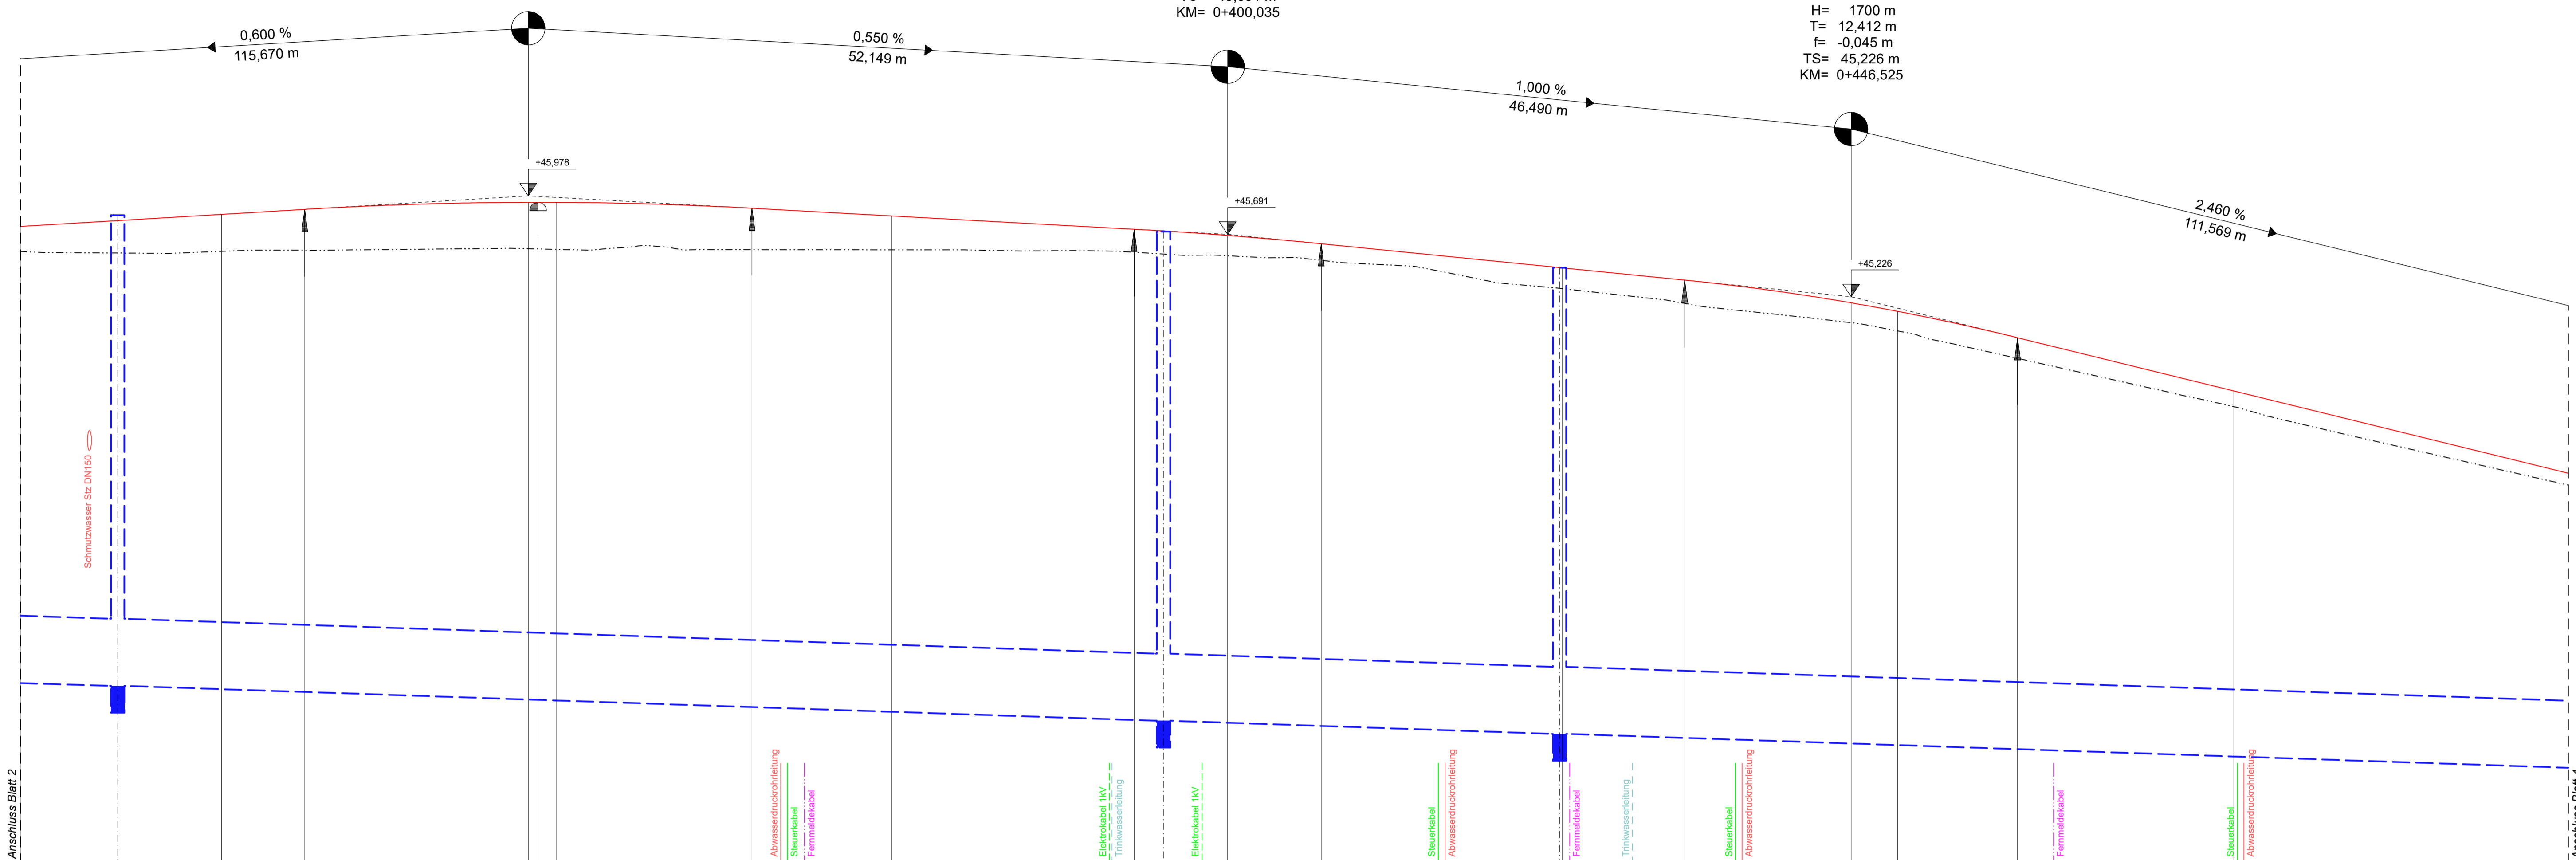 KM= 0+400,035
H= 1700 m
T= 12,412 m
f= -0,045 m
TS= 45,226 m
KM= 0+446,525
0,600 %
115,670 m
0,550 %
52,149 m
1,000 %
46,490 m
2,460 %
111,569 m
+45,978
+45,691
+45,226
Schmutzwasser Stz DN150
Anschluss Blatt 2
Abwasserdruckrohrleitung
Steuerkabel
Fernmeldekabel
Elektrokabel 1kV
Trinkwasserleitung
Elektrokabel 1kV
Steuerkabel
Abwasserdruckrohrleitung
Fernmeldekabel
Trinkwasserleitung
Steuerkabel
Abwasserdruckrohrleitung
Fernmeldekabel
Steuerkabel
Abwasserdruckrohrleitung